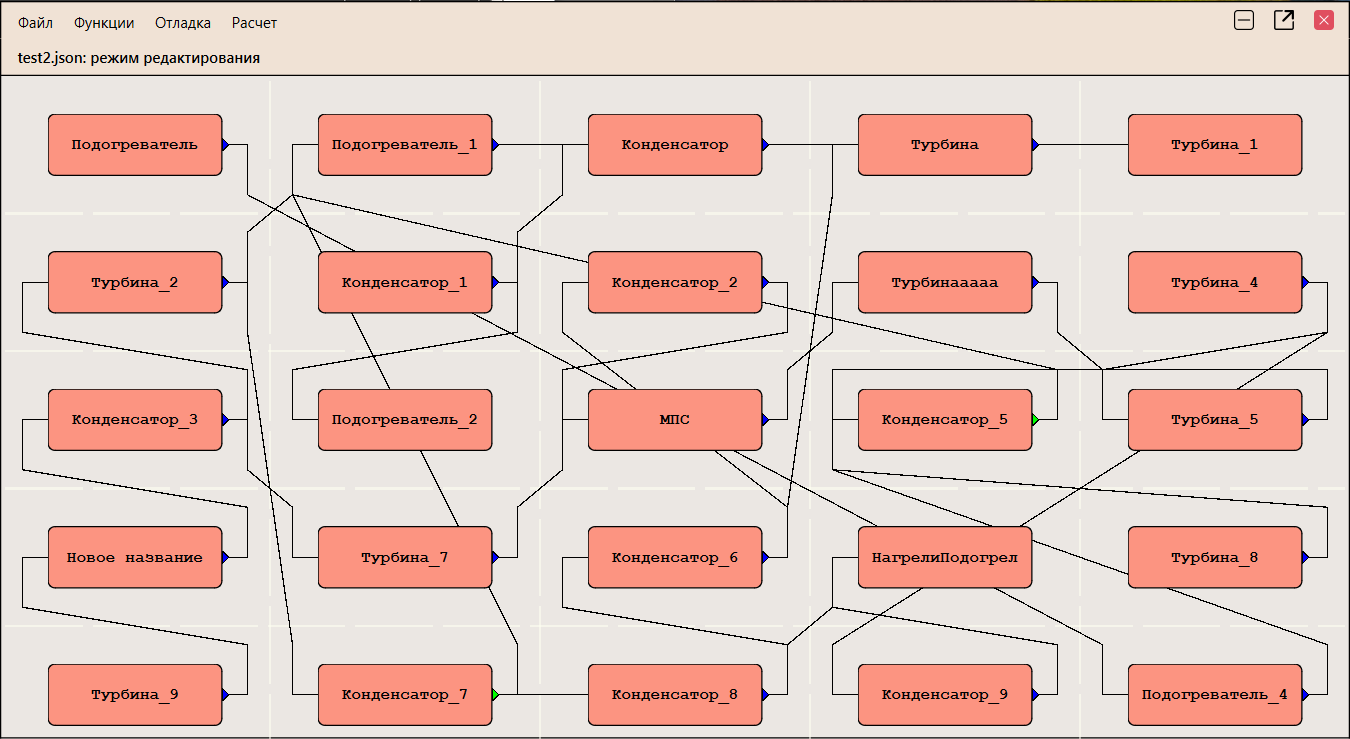 Файл Функции Отладка Расчет
test2.json: режим редактирования
Подогреватель Подогреватель_1 Конденсатор Турбина Турбина_1
Турбина_2 Конденсатор_1 Конденсатор_2 Турбинааааа Турбина_4
Конденсатор_3 Подогреватель_2 МПС Конденсатор_5 Турбина_5
Новое название Турбина_7 Конденсатор_6 НагрелиПодогрел Турбина_8
Турбина_9 Конденсатор_7 Конденсатор_8 Конденсатор_9 Подогреватель_4